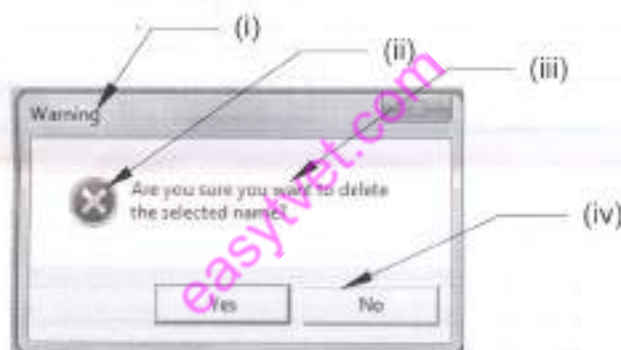 (i)
(ii)
(iii)
Warning
Are you sure you want to delete
the selected name?
(iv)
Yes
No
easytvet.com